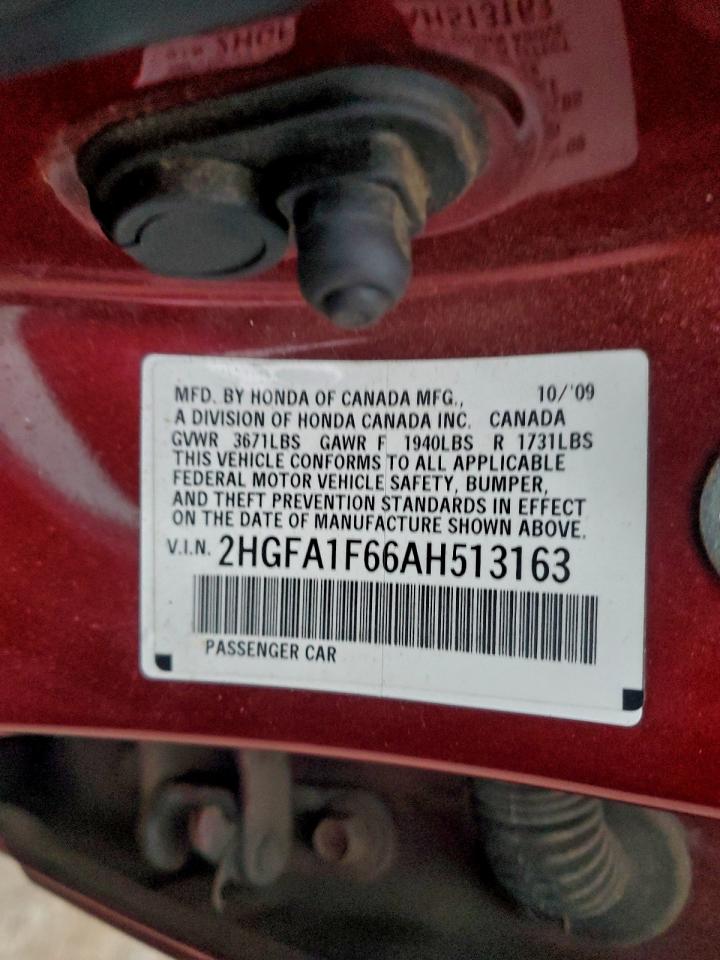 MFD. BY HONDA OF CANADA MFG., 10/'09
A DIVISION OF HONDA CANADA INC. CANADA
GVWR 3671LBS GAWR F 1940LBS R 1731LBS
THIS VEHICLE CONFORMS TO ALL APPLICABLE
FEDERAL MOTOR VEHICLE SAFETY, BUMPER,
AND THEFT PREVENTION STANDARDS IN EFFECT
ON THE DATE OF MANUFACTURE SHOWN ABOVE.
V.I.N. 2HGFA1F66AH513163
PASSENGER CAR